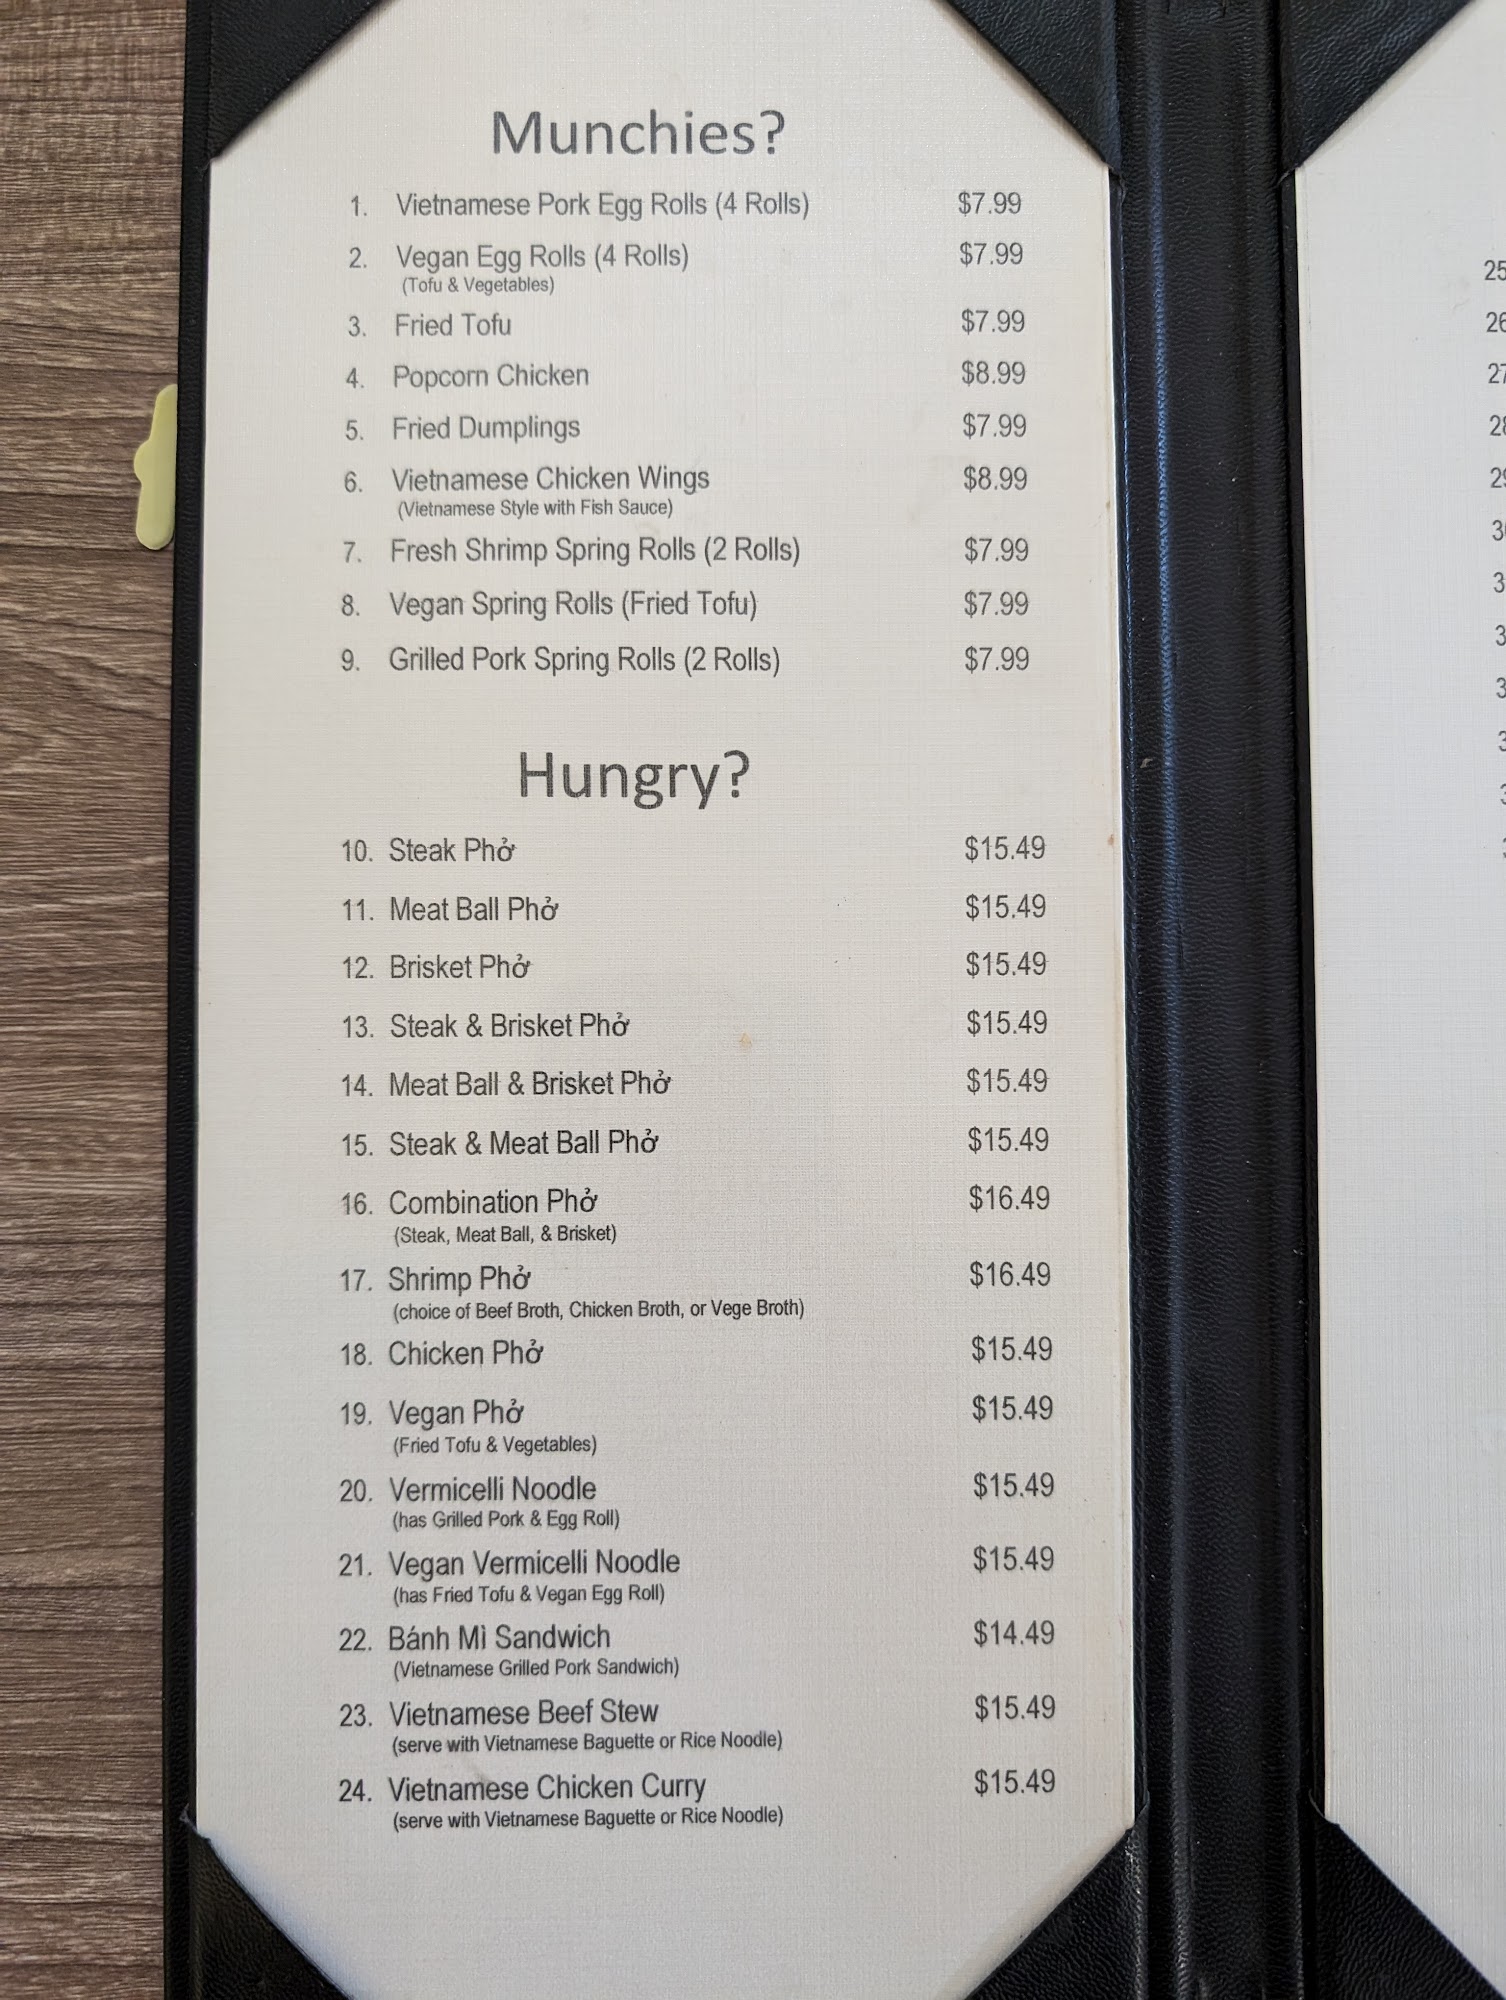 Munchies?
1. Vietnamese Pork Egg Rolls (4 Rolls) $7.99
2. Vegan Egg Rolls (4 Rolls) $7.99
(Tofu & Vegetables)
3. Fried Tofu $7.99
4. Popcorn Chicken $8.99
5. Fried Dumplings $7.99
6. Vietnamese Chicken Wings $8.99
(Vietnamese Style with Fish Sauce)
7. Fresh Shrimp Spring Rolls (2 Rolls) $7.99
8. Vegan Spring Rolls (Fried Tofu) $7.99
9. Grilled Pork Spring Rolls (2 Rolls) $7.99
Hungry?
10. Steak Phở $15.49
11. Meat Ball Phở $15.49
12. Brisket Phở $15.49
13. Steak & Brisket Phở $15.49
14. Meat Ball & Brisket Phở $15.49
15. Steak & Meat Ball Phở $15.49
16. Combination Phở $16.49
(Steak, Meat Ball, & Brisket)
17. Shrimp Phở $16.49
(choice of Beef Broth, Chicken Broth, or Vege Broth)
18. Chicken Phở $15.49
19. Vegan Phở $15.49
(Fried Tofu & Vegetables)
20. Vermicelli Noodle $15.49
(has Grilled Pork & Egg Roll)
21. Vegan Vermicelli Noodle $15.49
(has Fried Tofu & Vegan Egg Roll)
22. Bánh Mì Sandwich $14.49
(Vietnamese Grilled Pork Sandwich)
23. Vietnamese Beef Stew $15.49
(serve with Vietnamese Baguette or Rice Noodle)
24. Vietnamese Chicken Curry $15.49
(serve with Vietnamese Baguette or Rice Noodle)
25
26
27